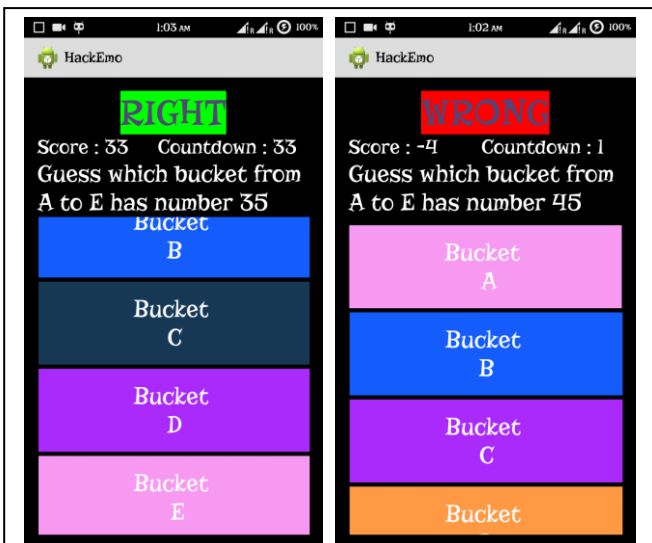 1:03 AM
R
R
100%
HackEmo
RIGHT
Score : 33 Countdown : 33
Guess which bucket from
A to E has number 35
Bucket
B
Bucket
C
Bucket
D
Bucket
E
1:02 AM
R
R
100%
HackEmo
WRONG
Score : -4 Countdown : 1
Guess which bucket from
A to E has number 45
Bucket
A
Bucket
B
Bucket
C
Bucket